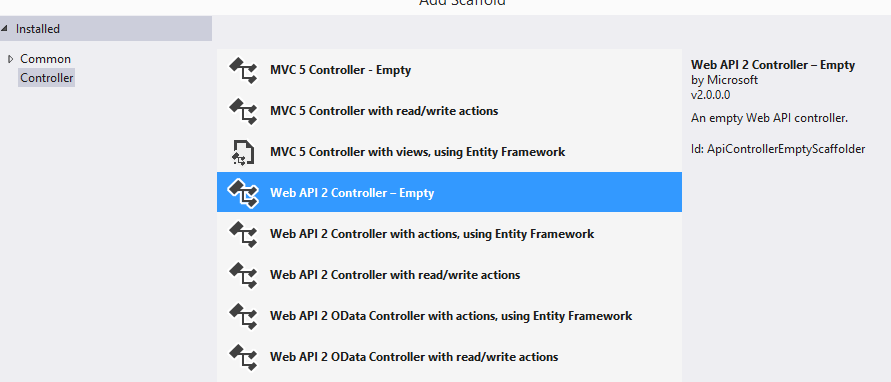 Add Scaffold
Installed
Common
Controller
MVC 5 Controller - Empty
MVC 5 Controller with read/write actions
MVC 5 Controller with views, using Entity Framework
Web API 2 Controller – Empty
Web API 2 Controller with actions, using Entity Framework
Web API 2 Controller with read/write actions
Web API 2 OData Controller with actions, using Entity Framework
Web API 2 OData Controller with read/write actions
Web API 2 Controller – Empty
by Microsoft
v2.0.0.0
An empty Web API controller.
Id: ApiControllerEmptyScaffolder